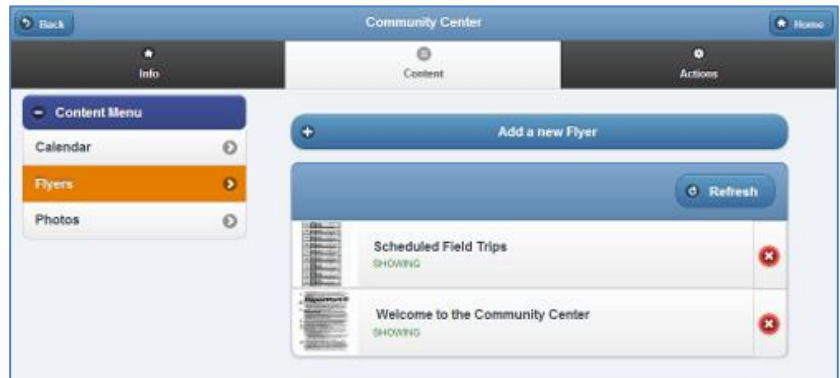 Back
Community Center
Home
Info
Content
Actions
Content Menu
Calendar
Flyers
Photos
Add a new Flyer
Refresh
Scheduled Field Trips
SHOWING
Welcome to the Community Center
SHOWING